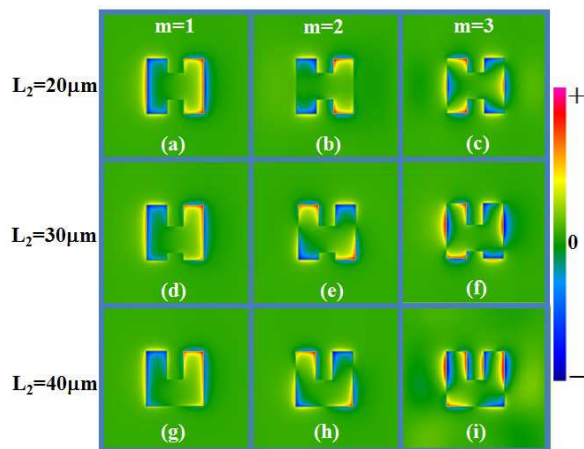 m=1 m=2 m=3
L₂=20μm
+
(a) (b) (c)
L₂=30μm
0
(d) (e) (f)
L₂=40μm
−
(g) (h) (i)